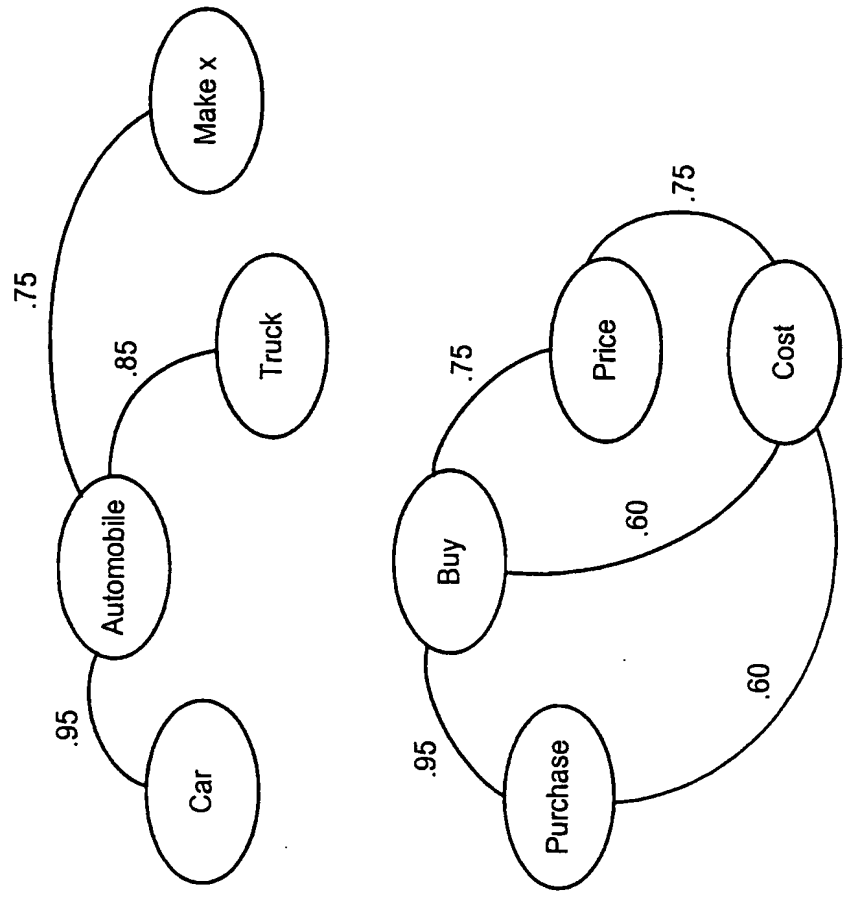 .75
.95
.85
Automobile
Car
Truck
Make x
.95
.75
.75
Buy
Purchase
Price
.60
.60
Cost